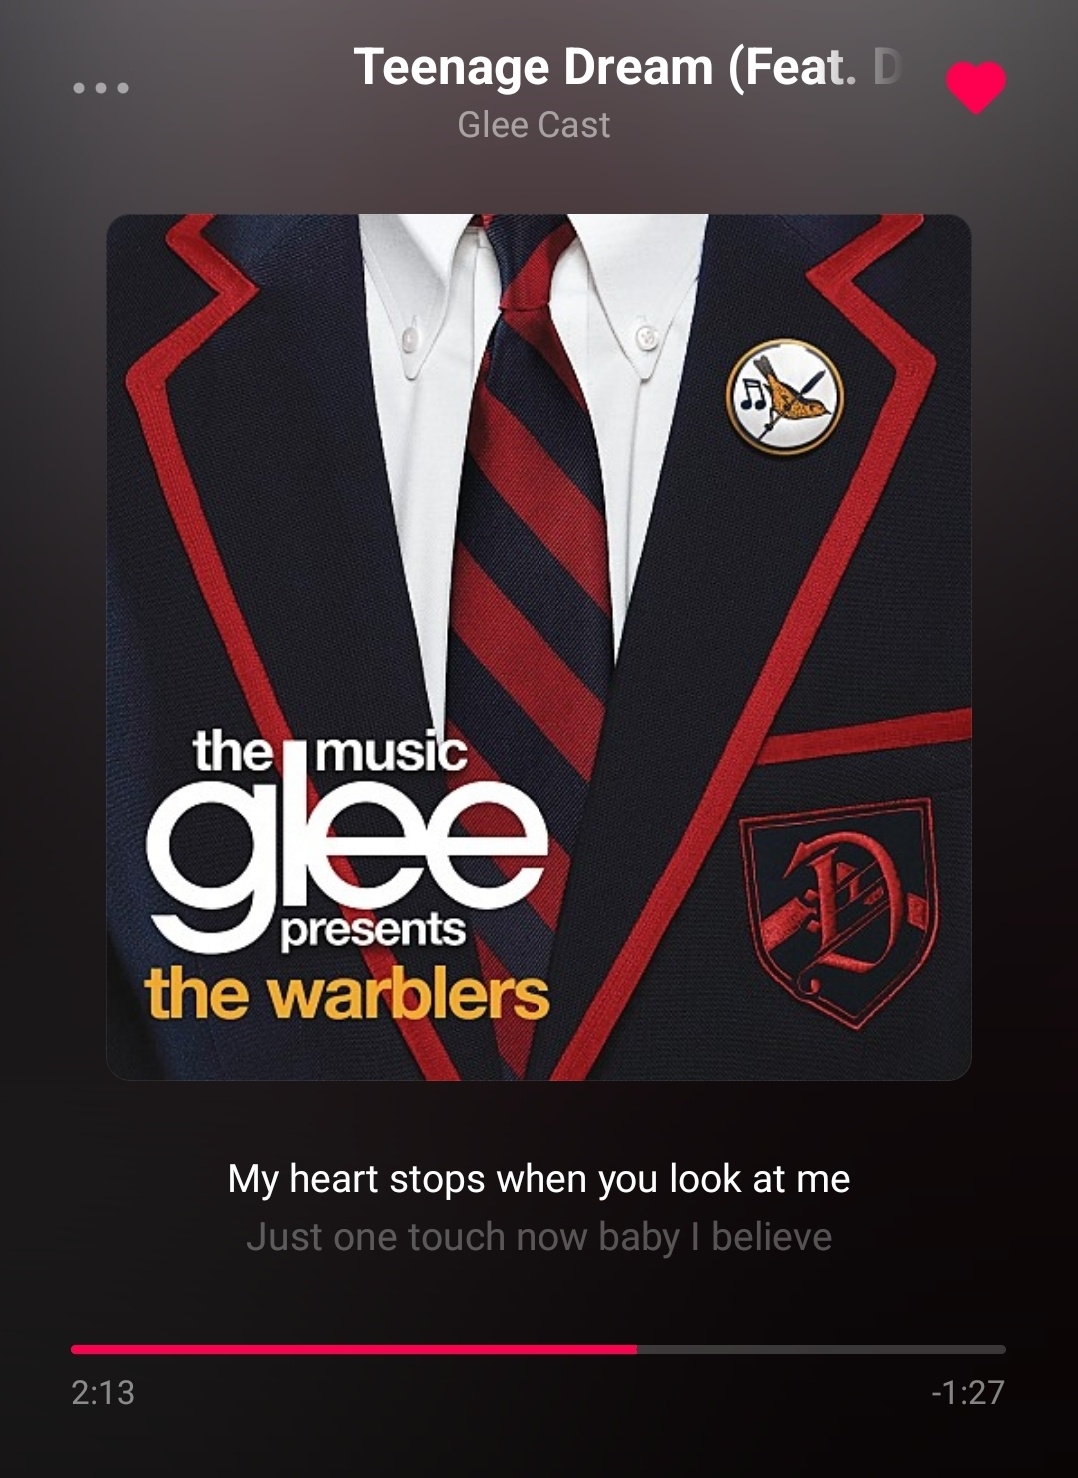 Teenage Dream (Feat. D
Glee Cast
the music
glee
presents
the warblers
D
My heart stops when you look at me
Just one touch now baby I believe
2:13
-1:27